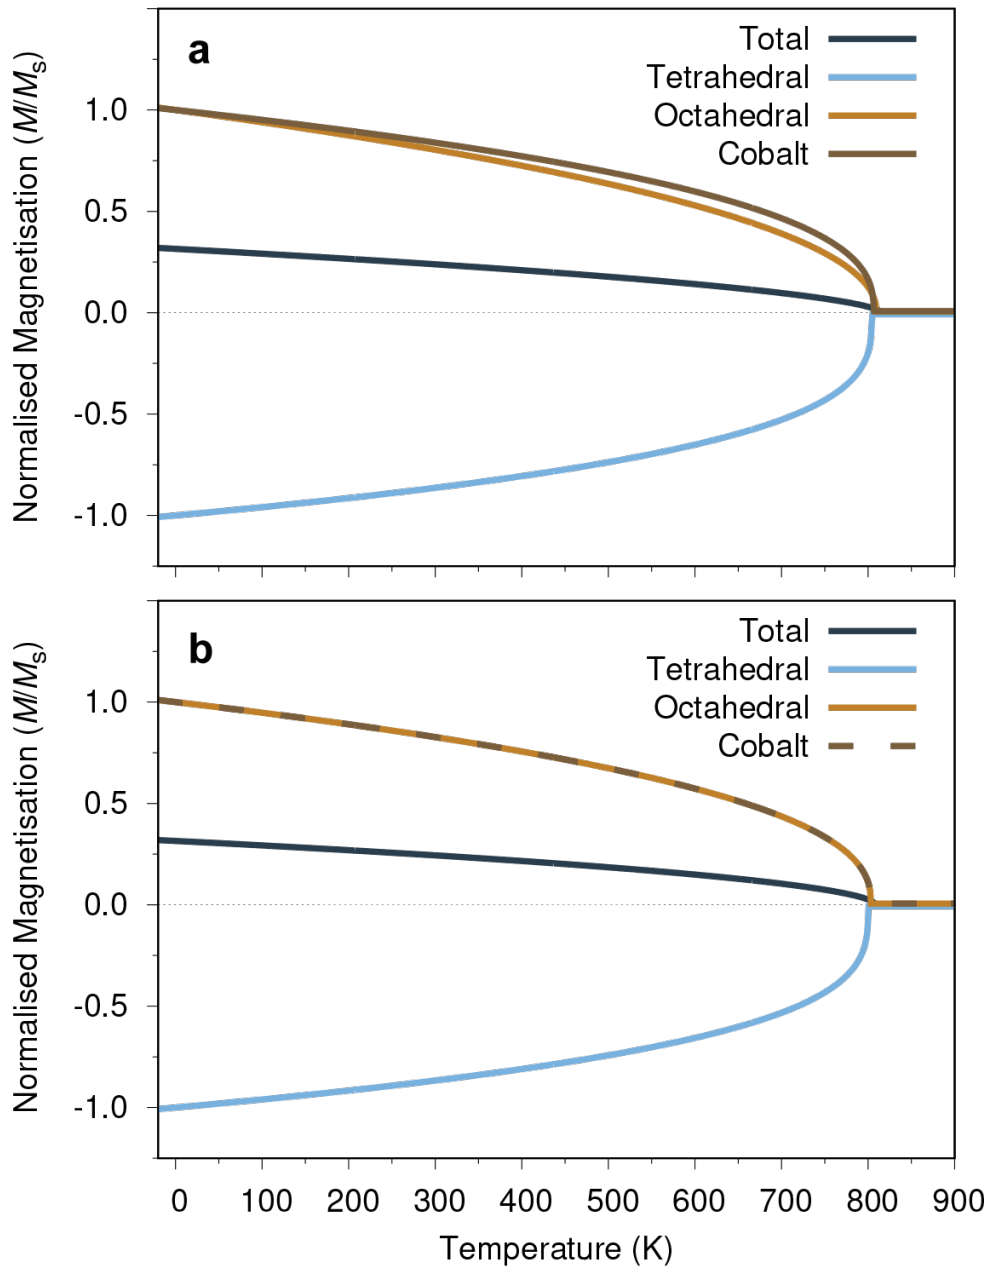 a
Total
Tetrahedral
Octahedral
Cobalt
Normalised Magnetisation (M/Ms)
1.0
0.5
0.0
-0.5
-1.0
b
Total
Tetrahedral
Octahedral
Cobalt
Normalised Magnetisation (M/Ms)
1.0
0.5
0.0
-0.5
-1.0
0 100 200 300 400 500 600 700 800 900
Temperature (K)